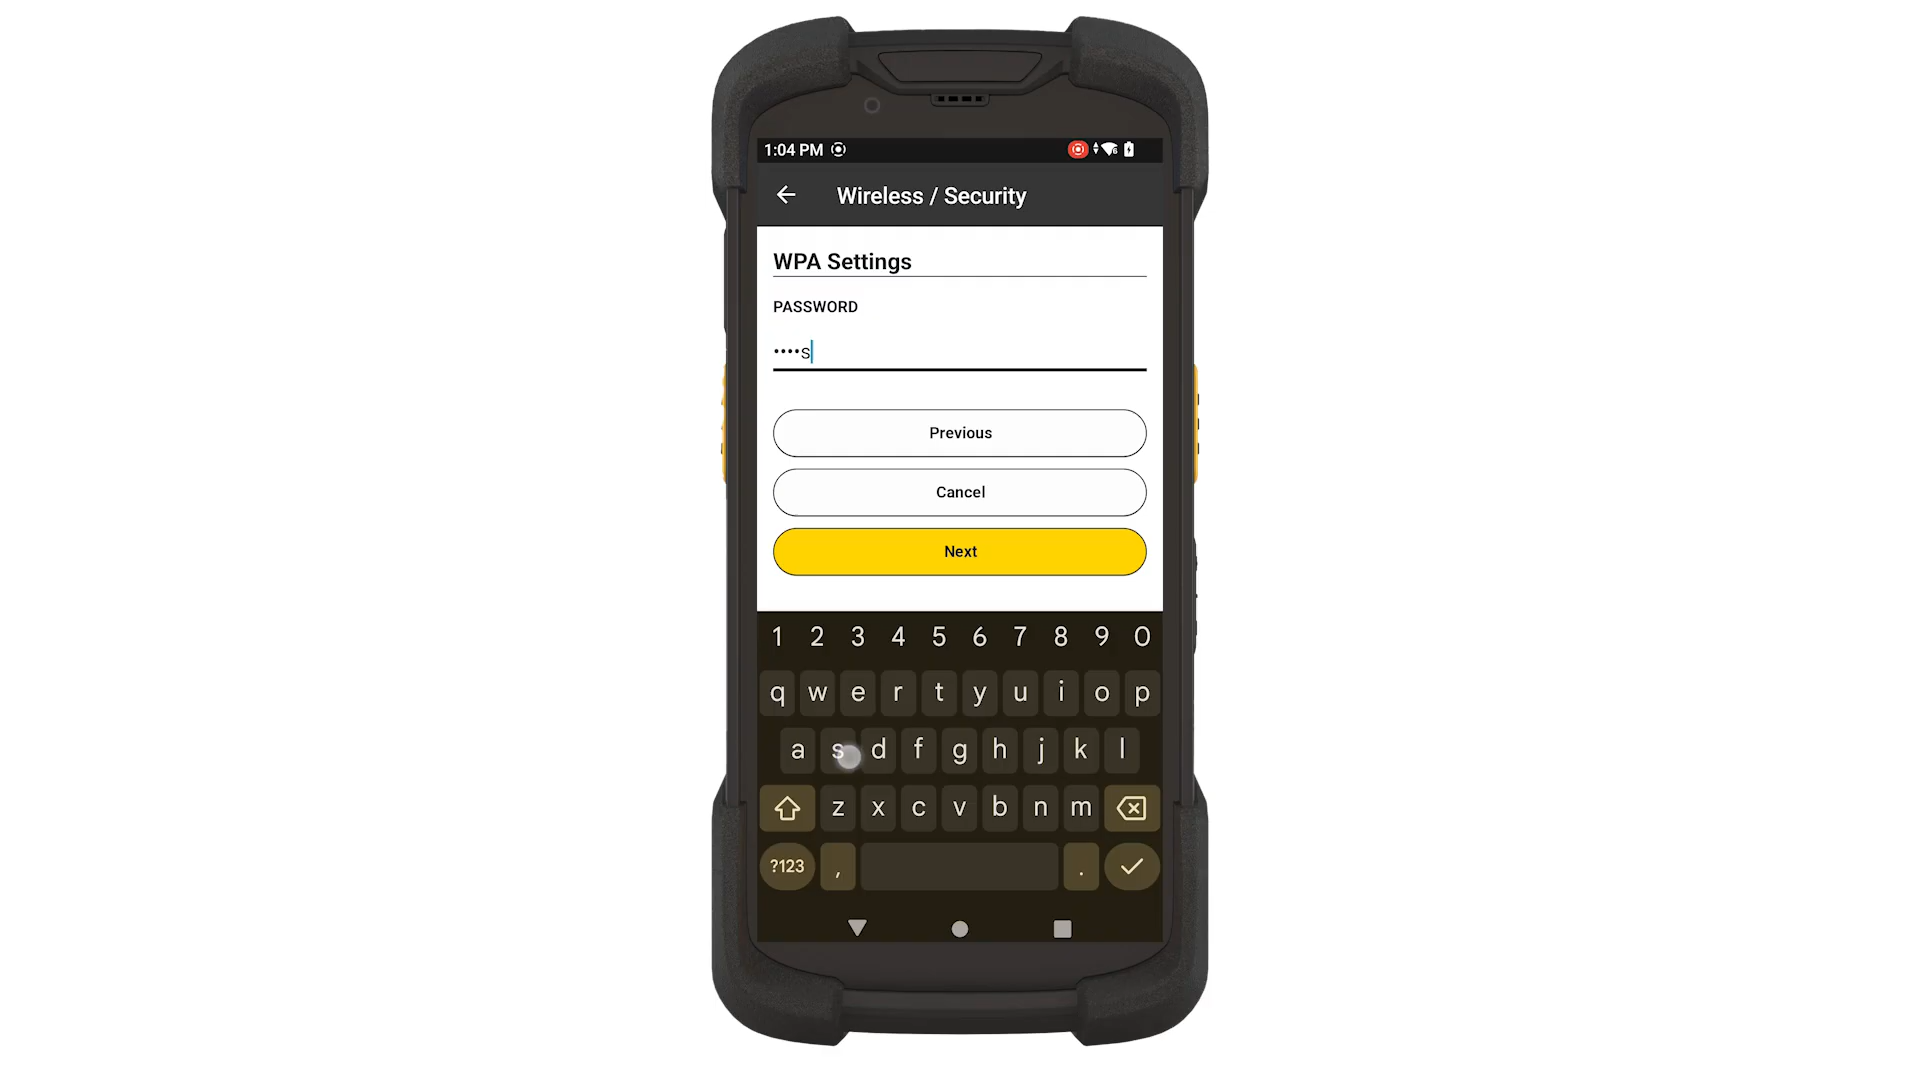 1:04 PM
Wireless / Security
WPA Settings
PASSWORD
••••s
Previous
Cancel
Next
1 2 3 4 5 6 7 8 9 0
q w e r t y u i o p
a s d f g h j k l
z x c v b n m
?123 , .